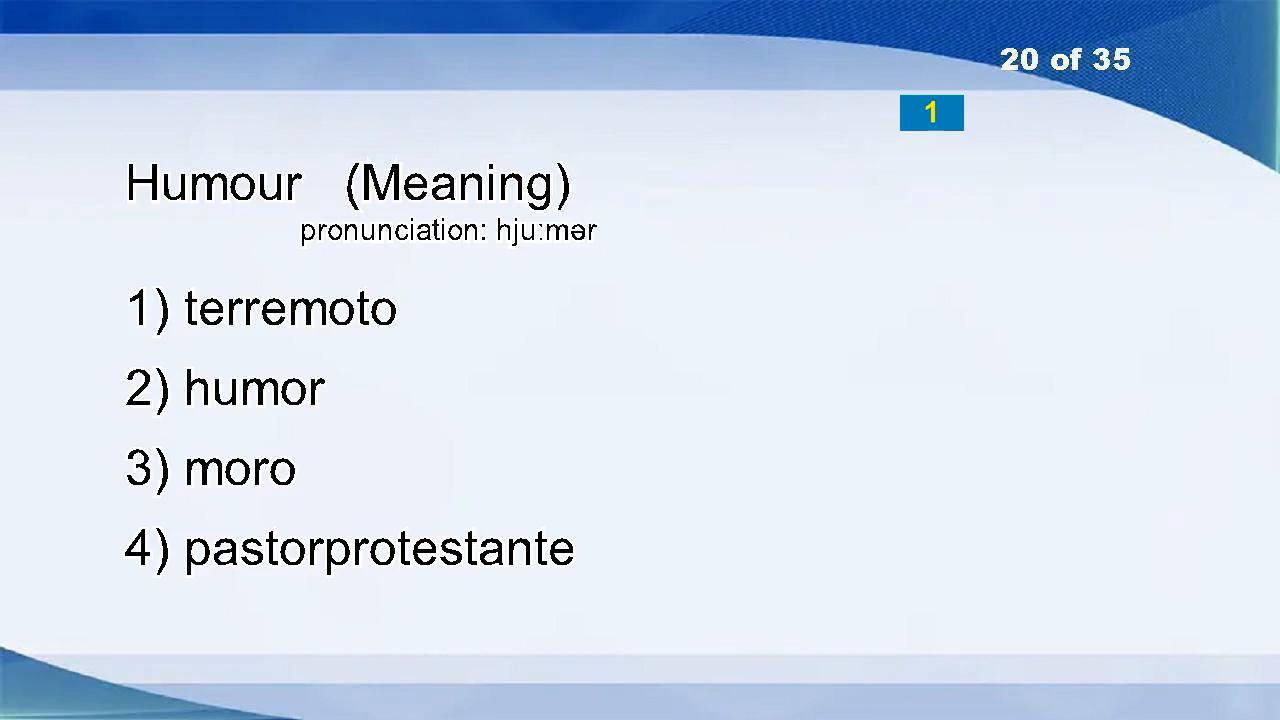 20 of 35
1
Humour (Meaning)
pronunciation: hju:mər
1) terremoto
2) humor
3) moro
4) pastorprotestante